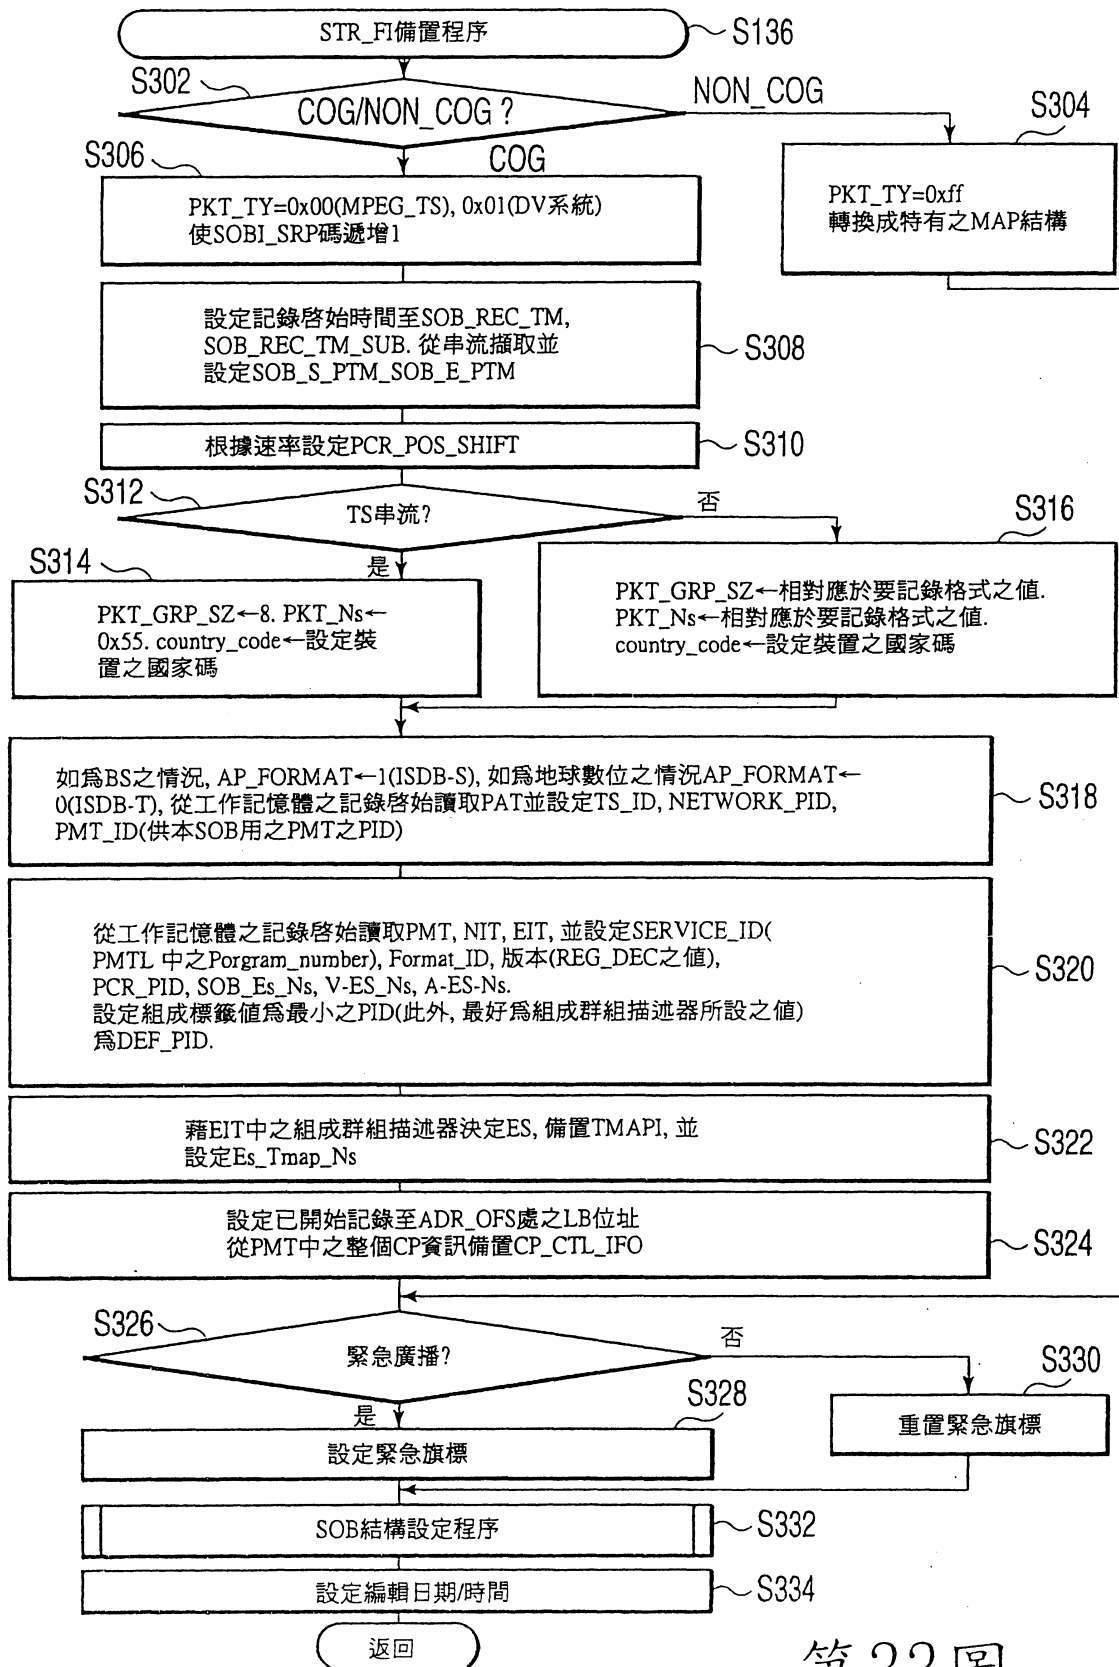 STR_FI備置程序
S136
S302
COG/NON_COG？
NON_COG
COG
S304
PKT_TY=0xff
轉換成特有之MAP結構
S306
PKT_TY=0x00(MPEG_TS), 0x01(DV系統)
使SOBI_SRP碼遞增1
設定記錄啓始時間至SOB_REC_TM,
SOB_REC_TM_SUB. 從串流擷取並
設定SOB_S_PTM_SOB_E_PTM
S308
根據速率設定PCR_POS_SHIFT
S310
S312
TS串流?
否
是
S314
PKT_GRP_SZ←8. PKT_Ns←
0x55. country_code←設定裝
置之國家碼
S316
PKT_GRP_SZ←相對應於要記錄格式之值.
PKT_Ns←相對應於要記錄格式之值.
country_code←設定裝置之國家碼
如爲BS之情況, AP_FORMAT←1(ISDB-S), 如爲地球數位之情況AP_FORMAT←
0(ISDB-T), 從工作記憶體之記錄啓始讀取PAT並設定TS_ID, NETWORK_PID,
PMT_ID(供本SOB用之PMT之PID)
S318
從工作記憶體之記錄啓始讀取PMT, NIT, EIT, 並設定SERVICE_ID(
PMTL 中之Porgram_number), Format_ID, 版本(REG_DEC之值),
PCR_PID, SOB_Es_Ns, V-ES_Ns, A-ES-Ns.
設定組成標籤值爲最小之PID(此外, 最好爲組成群組描述器所設之值)
爲DEF_PID.
S320
藉EIT中之組成群組描述器決定ES, 備置TMAPI, 並
設定Es_Tmap_Ns
S322
設定已開始記錄至ADR_OFS處之LB位址
從PMT中之整個CP資訊備置CP_CTL_IFO
S324
S326
緊急廣播?
否
是
S328
設定緊急旗標
S330
重置緊急旗標
SOB結構設定程序
S332
設定編輯日期/時間
S334
返回
第22圖